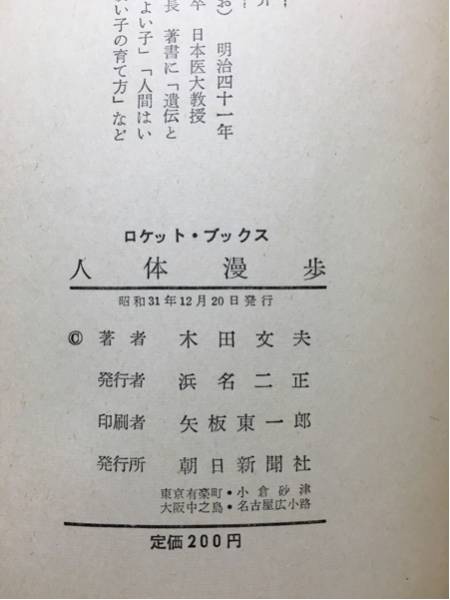 お） 明治四十一年
卒 日本医大教授
長 著書に「遺伝と
よい子」「人間はい
い子の育て方」など
ロケット・ブックス
人体漫歩
昭和31年12月20日発行
© 著者 木田文夫
発行者 浜名二正
印刷者 矢板東一郎
発行所 朝日新聞社
東京有楽町・小倉砂津
大阪中之島・名古屋広小路
定価200円